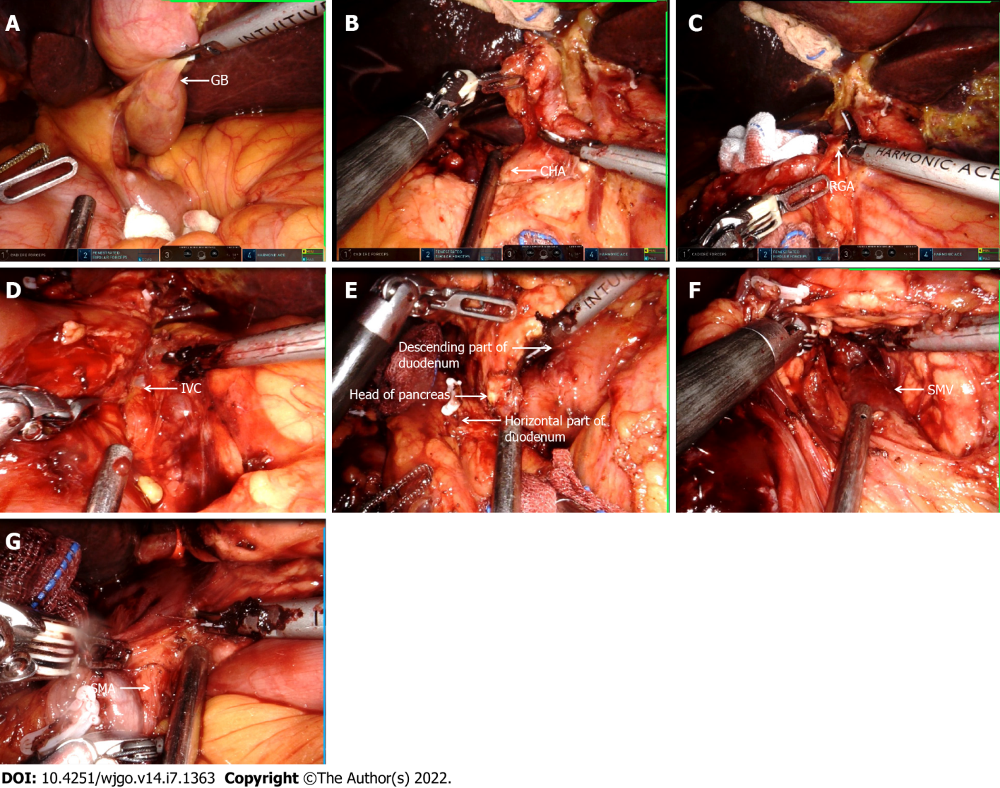 A
INTUITIVE
GB
1 CADIERE FORCEPS 2 FENESTRATED BIPOLAR FORCEPS 3 4 HARMONIC ACE
B
CHA
1 CADIERE FORCEPS 2 FENESTRATED BIPOLAR FORCEPS 3 4 HARMONIC ACE
C
HARMONIC ACE
RGA
1 CADIERE FORCEPS 2 FENESTRATED BIPOLAR FORCEPS 3 4 HARMONIC ACE
D
IVC
E
INTU
Descending part of
duodenum
Head of pancreas
Horizontal part of
duodenum
F
SMV
G
I
SMA
DOI: 10.4251/wjgo.v14.i7.1363 Copyright ©The Author(s) 2022.